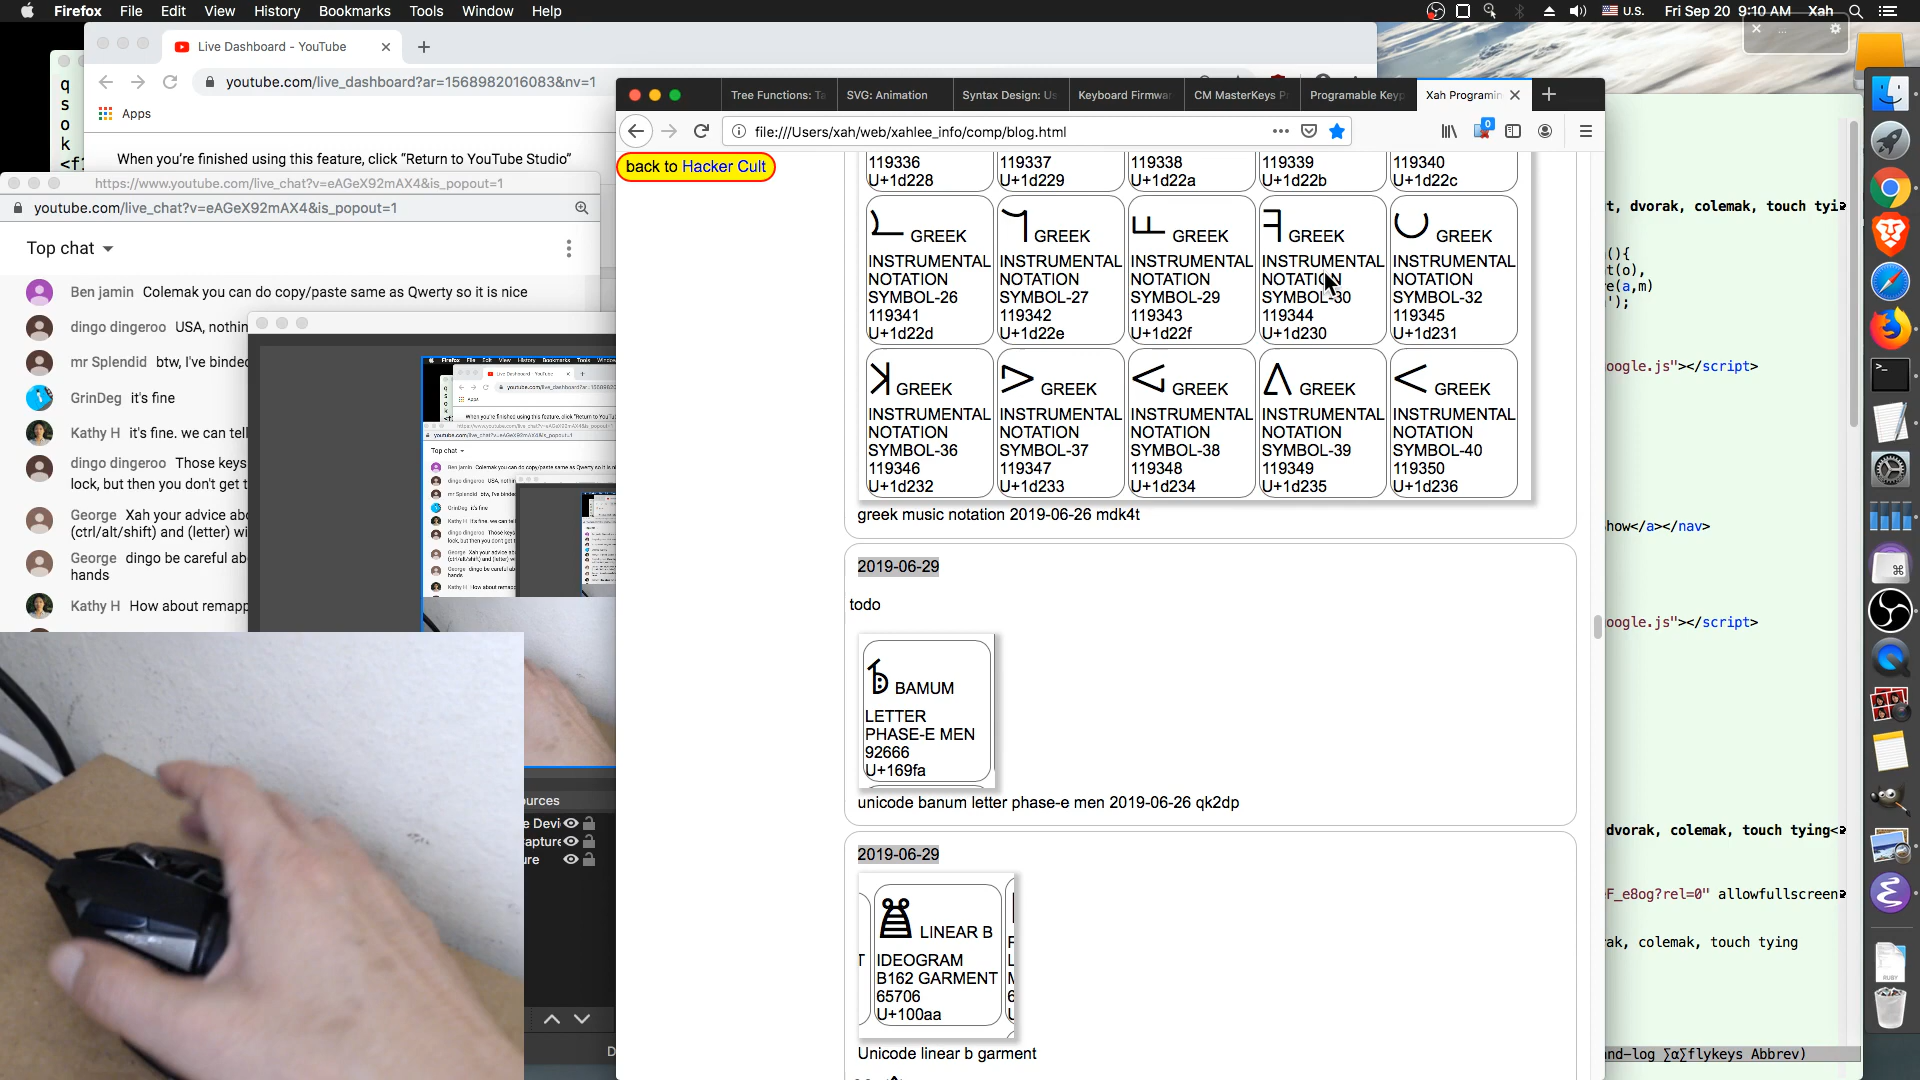 Firefox File Edit View History Bookmarks Tools Window Help
U.S. Fri Sep 20 9:10 AM Xah
Live Dashboard - YouTube
youtube.com/live_dashboard?ar=1568982016083&nv=1
Apps
When you're finished using this feature, click "Return to YouTube Studio"
q
s
o
k
https://www.youtube.com/live_chat?v=eAGeX92mAX4&is_popout=1
youtube.com/live_chat?v=eAGeX92mAX4&is_popout=1
Top chat
Ben jamin Colemak you can do copy/paste same as Qwerty so it is nice
dingo dingeroo USA, nothin
mr Splendid btw, I've binded
GrinDeg it's fine
Kathy H it's fine. we can tell
dingo dingeroo Those keys
lock, but then you don't get t
George Xah your advice abo
(ctrl/alt/shift) and (letter) wi
George dingo be careful ab
hands
Kathy H How about remapp
Tree Functions: Ta
SVG: Animation
Syntax Design: Us
Keyboard Firmwar
CM MasterKeys P
Programable Keyp
Xah Programin
file:///Users/xah/web/xahlee_info/comp/blog.html
0
back to Hacker Cult
119336 119337 119338 119339 119340
U+1d228 U+1d229 U+1d22a U+1d22b U+1d22c
GREEK GREEK GREEK GREEK GREEK
INSTRUMENTAL INSTRUMENTAL INSTRUMENTAL INSTRUMENTAL INSTRUMENTAL
NOTATION NOTATION NOTATION NOTATION NOTATION
SYMBOL-26 SYMBOL-27 SYMBOL-29 SYMBOL-30 SYMBOL-32
119341 119342 119343 119344 119345
U+1d22d U+1d22e U+1d22f U+1d230 U+1d231
GREEK GREEK GREEK GREEK GREEK
INSTRUMENTAL INSTRUMENTAL INSTRUMENTAL INSTRUMENTAL INSTRUMENTAL
NOTATION NOTATION NOTATION NOTATION NOTATION
SYMBOL-36 SYMBOL-37 SYMBOL-38 SYMBOL-39 SYMBOL-40
119346 119347 119348 119349 119350
U+1d232 U+1d233 U+1d234 U+1d235 U+1d236
greek music notation 2019-06-26 mdk4t
2019-06-29
todo
BAMUM
LETTER
PHASE-E MEN
92666
U+169fa
unicode banum letter phase-e men 2019-06-26 qk2dp
2019-06-29
LINEAR B
IDEOGRAM
B162 GARMENT
65706
U+100aa
Unicode linear b garment
t, dvorak, colemak, touch tyi
(){
t(o),
e(a,m)
');
oogle.js"></script>
how</a></nav>
oogle.js"></script>
dvorak, colemak, touch tying<
F_e8og?rel=0" allowfullscreen
ak, colemak, touch tying
nd-log ∑α∑flykeys Abbrev)
urces
e Devi
apture
ure
RUBY